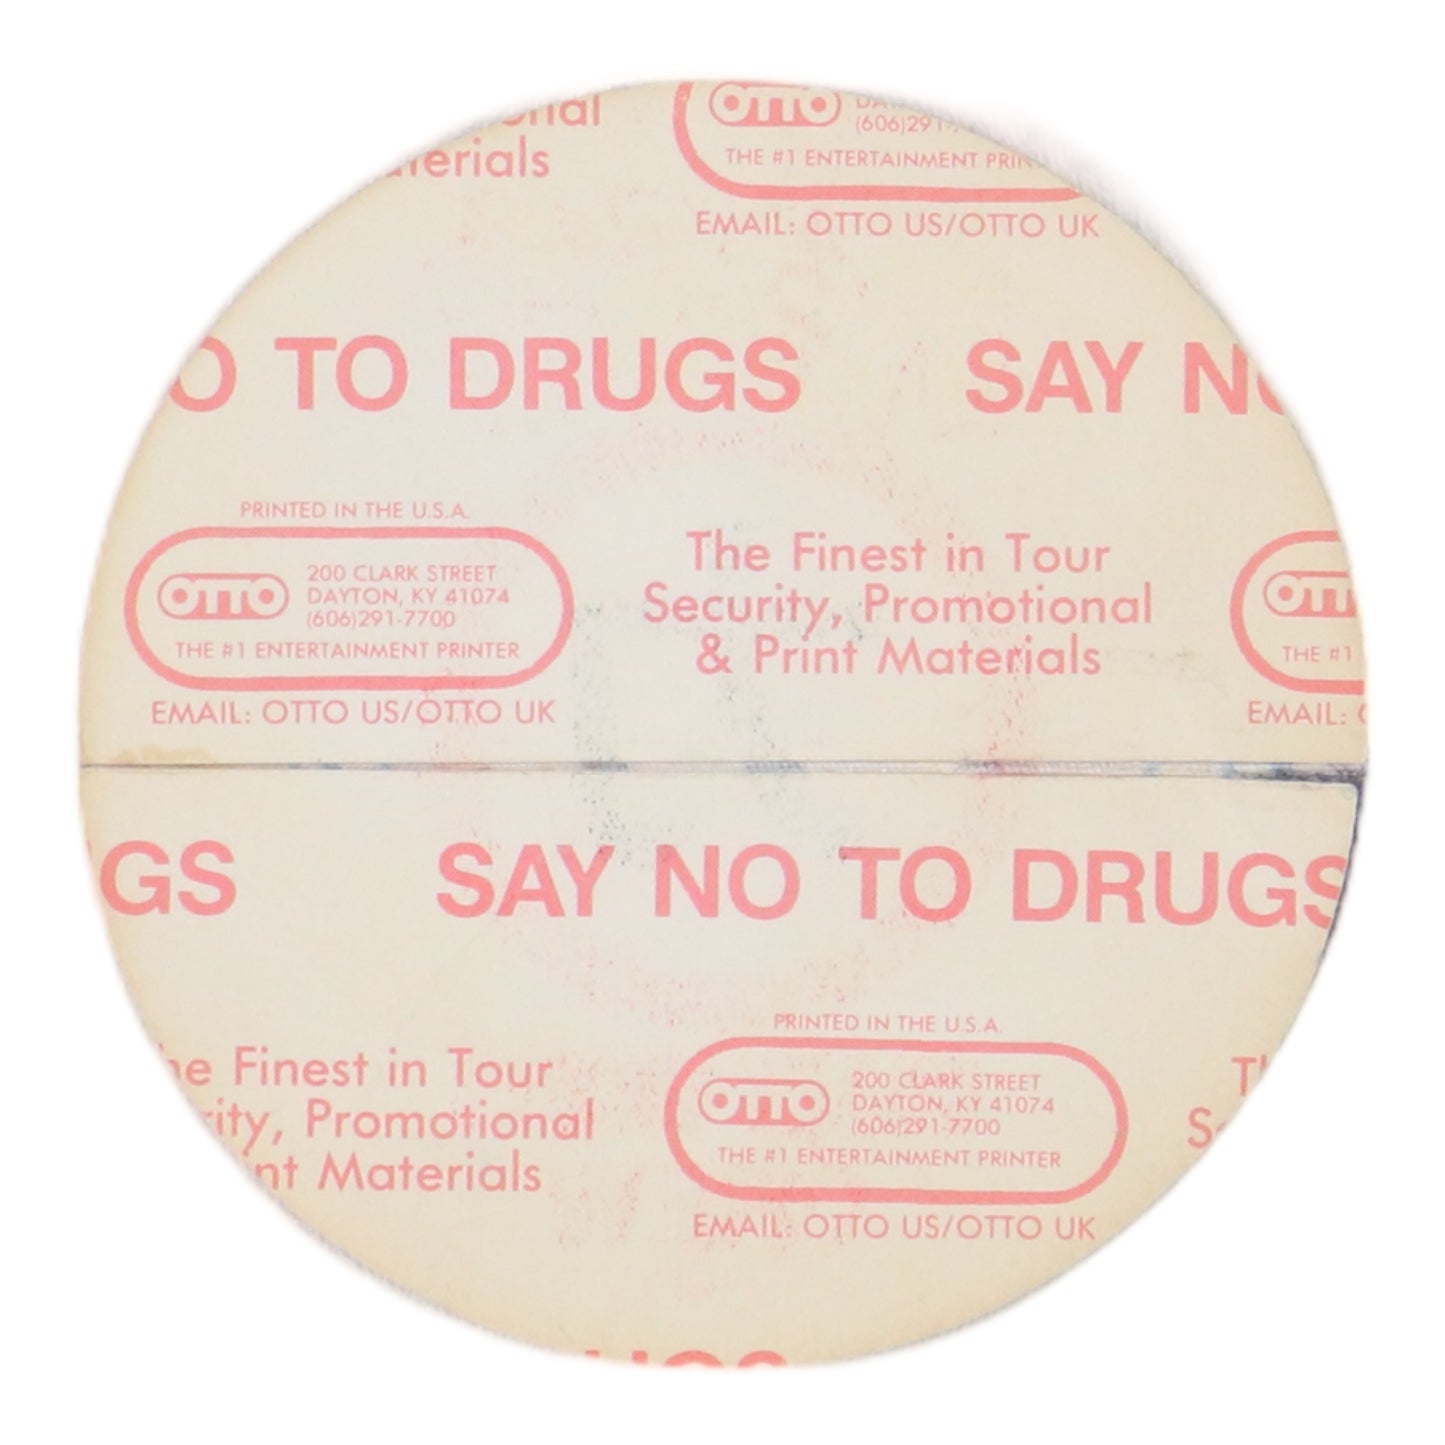 OTTO
(606)291-
THE #1 ENTERTAINMENT
EMAIL: OTTO US/OTTO UK
TO DRUGS
SAY
PRINTED IN THE U.S.A.
OTTO
200 CLARK STREET
DAYTON, KY 41074
(606)291-7700
THE #1 ENTERTAINMENT PRINTER
EMAIL: OTTO US/OTTO UK
The Finest in Tour
Security, Promotional
& Print Materials
THE #1
EMAIL:
SAY NO TO DRUGS
Finest in Tour
Promotional
Materials
PRINTED IN THE U.S.A.
OTTO
200 CLARK STREET
DAYTON, KY 41074
(606)291-7700
THE #1 ENTERTAINMENT PRINTER
EMAIL: OTTO US/OTTO UK